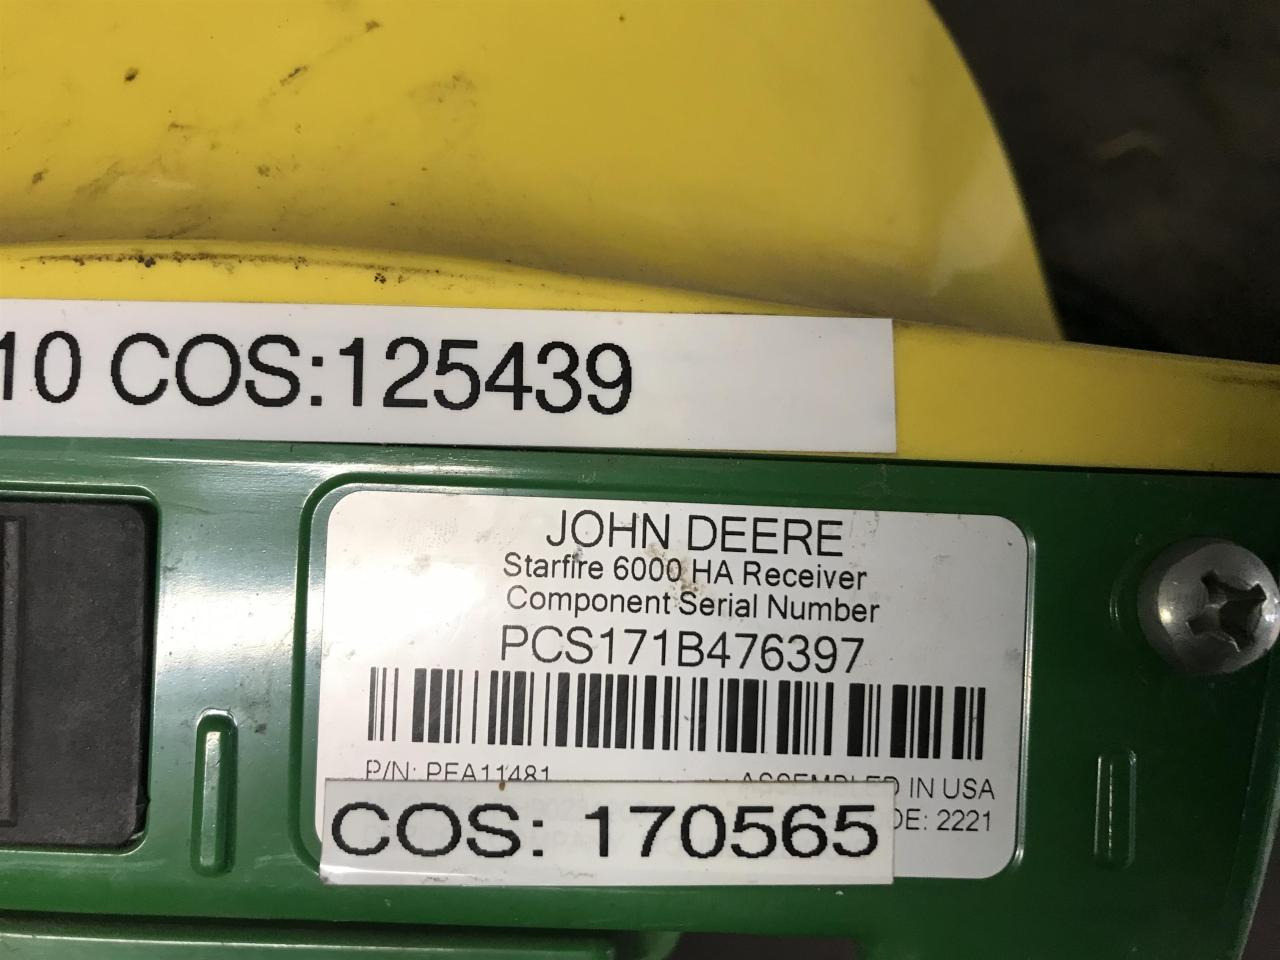 10 COS:125439
JOHN DEERE
Starfire 6000 HA Receiver
Component Serial Number
PCS171B476397
P/N: PEA11481 ASSEMBLED IN USA
DE: 2221
COS: 170565